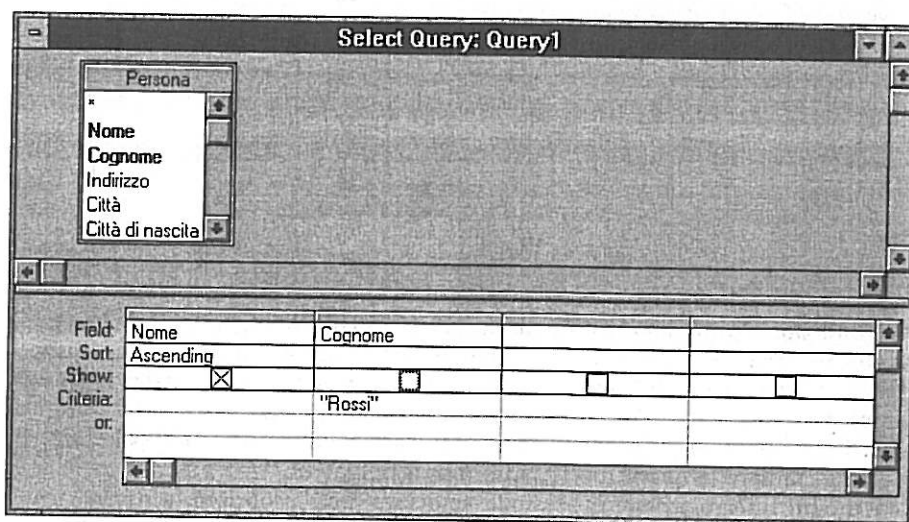 Select Query: Query1
Persona
*
Nome
Cognome
Indirizzo
Città
Città di nascita
Field: Nome Cognome
Sort: Ascending
Show:
Criteria: "Rossi"
or: